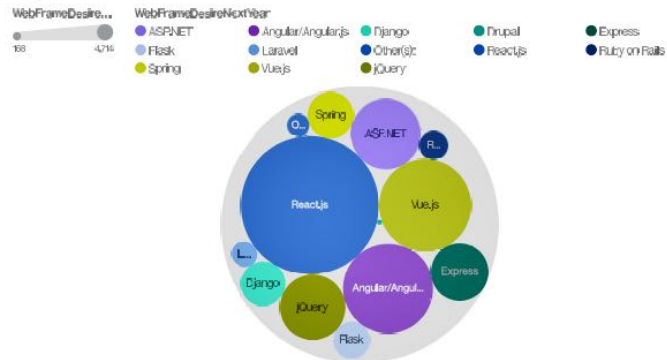 WebFrameDesire... WebFrameDesireNextYear
168 4,714
ASP.NET Angular/Angular.js Django Drupal Express
Flask Laravel Other(s): React.js Ruby on Rails
Spring Vue.js jQuery
O... Spring ASP.NET
R...
React.js Vue.js
L...
Django Express
jQuery Angular/Angul...
Flask